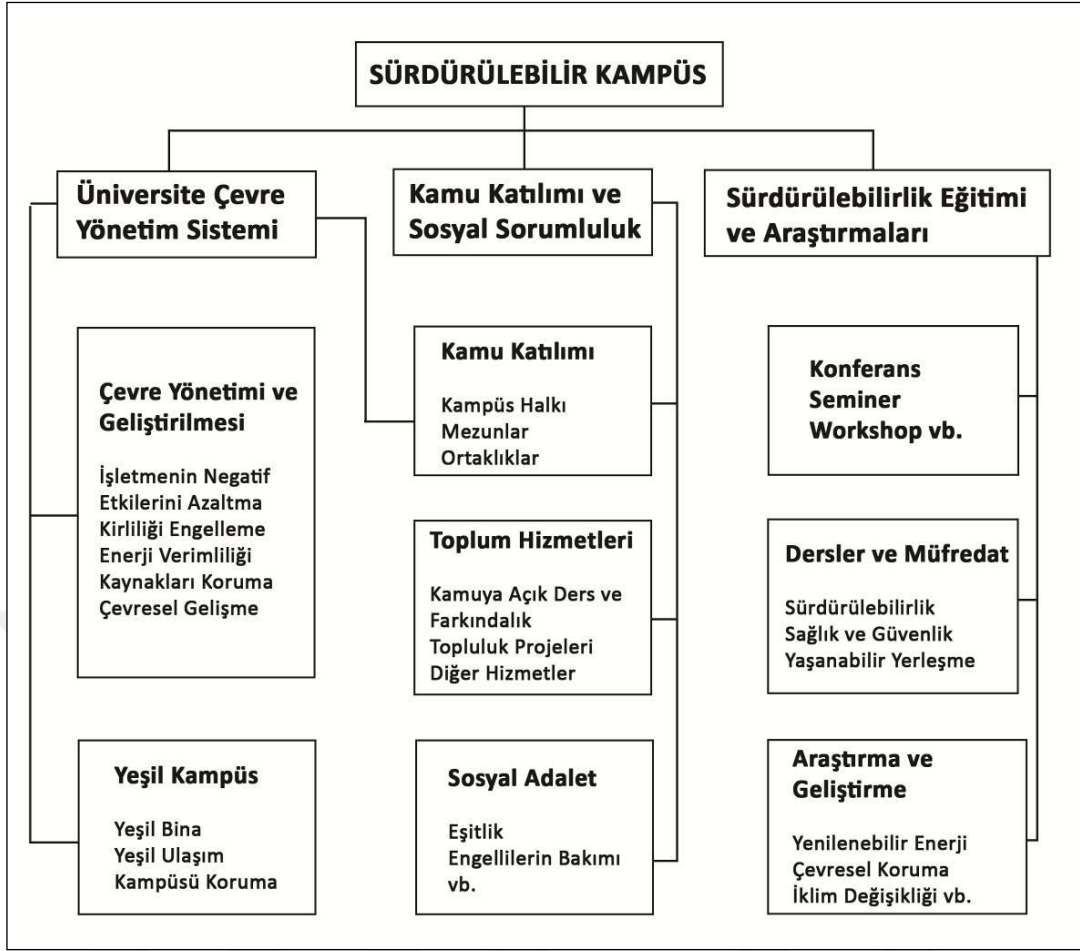 SÜRDÜRÜLEBİLİR KAMPÜS
Üniversite Çevre
Yönetim Sistemi
Çevre Yönetimi ve
Geliştirilmesi
İşletmenin Negatif
Etkilerini Azaltma
Kirliliği Engelleme
Enerji Verimliliği
Kaynakları Koruma
Çevresel Gelişme
Yeşil Kampüs
Yeşil Bina
Yeşil Ulaşım
Kampüsü Koruma
Kamu Katılımı ve
Sosyal Sorumluluk
Kamu Katılımı
Kampüs Halkı
Mezunlar
Ortaklıklar
Toplum Hizmetleri
Kamuya Açık Ders ve
Farkındalık
Topluluk Projeleri
Diğer Hizmetler
Sosyal Adalet
Eşitlik
Engellilerin Bakımı
vb.
Sürdürülebilirlik Eğitimi
ve Araştırmaları
Konferans
Seminer
Workshop vb.
Dersler ve Müfredat
Sürdürülebilirlik
Sağlık ve Güvenlik
Yaşanabilir Yerleşme
Araştırma ve
Geliştirme
Yenilenebilir Enerji
Çevresel Koruma
İklim Değişikliği vb.